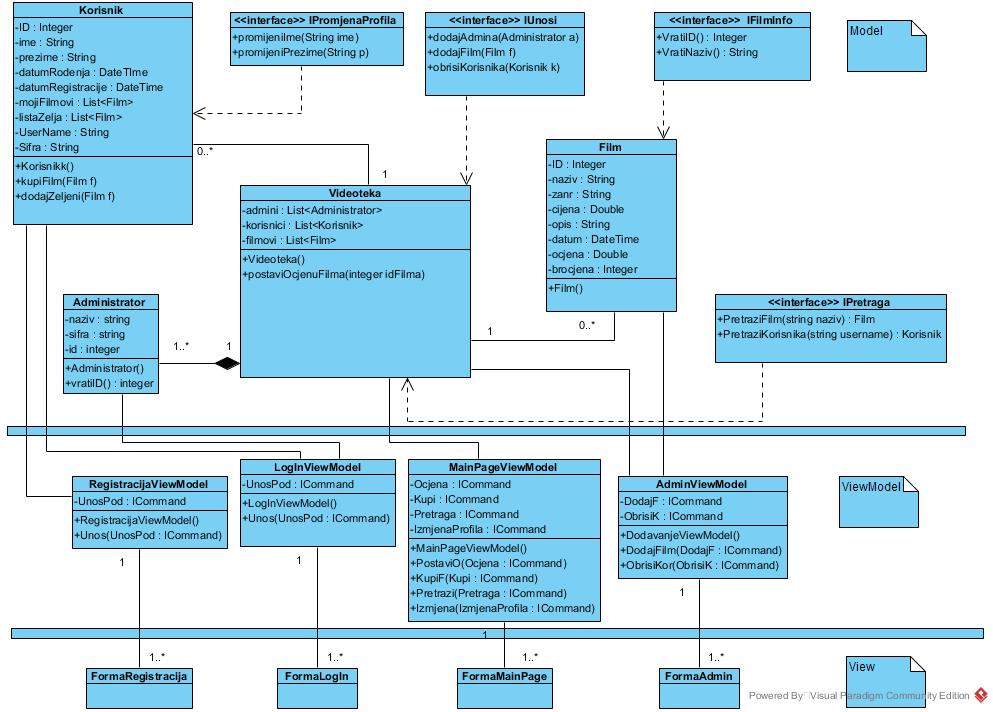 Korisnik
-ID : Integer
-ime : String
-prezime : String
-datumRodenja : DateTIme
-datumRegistracije : DateTime
-mojiFilmovi : List<Film>
-listaZelja : List<Film>
-UserName : String
-Sifra : String
+Korisnikk()
+kupiFilm(Film f)
+dodajZeljeni(Film f)
<<interface>> IPromjenaProfila
+promijeniIme(String ime)
+promijeniPrezime(String p)
<<interface>> IUnosi
+dodajAdmina(Administrator a)
+dodajFilm(Film f)
+obrisiKorisnika(Korisnik k)
<<interface>> IFilmInfo
+VratiID() : Integer
+VratiNaziv() : String
Model
0..*
1
Videoteka
-admini : List<Administrator>
-korisnici : List<Korisnik>
-filmovi : List<Film>
+Videoteka()
+postaviOcjenuFilma(integer idFilma)
Film
-ID : Integer
-naziv : String
-zanr : String
-cijena : Double
-opis : String
-datum : DateTime
-ocjena : Double
-brocjena : Integer
+Film()
Administrator
-naziv : string
-sifra : string
-id : integer
+Administrator()
+vratiID() : integer
1..*
1
1
0..*
<<interface>> IPretraga
+PretraziFilm(string naziv) : Film
+PretraziKorisnika(string username) : Korisnik
RegistracijaViewModel
-UnosPod : ICommand
+RegistracijaViewModel()
+Unos(UnosPod : ICommand)
LogInViewModel
-UnosPod : ICommand
+LogInViewModel()
+Unos(UnosPod : ICommand)
MainPageViewModel
-Ocjena : ICommand
-Kupi : ICommand
-Pretraga : ICommand
-IzmjenaProfila : ICommand
+MainPageViewModel()
+PostaviO(Ocjena : ICommand)
+KupiF(Kupi : ICommand)
+Pretrazi(Pretraga : ICommand)
+Izmjena(IzmjenaProfila : ICommand)
AdminViewModel
-DodajF : ICommand
-ObrisiK : ICommand
+DodavanjeViewModel()
+DodajFilm(DodajF : ICommand)
+ObrisiKor(ObrisiK : ICommand)
ViewModel
1
1
1
1
1..*
1..*
1..*
1..*
FormaRegistracija
FormaLogIn
FormaMainPage
FormaAdmin
View
Powered By Visual Paradigm Community Edition